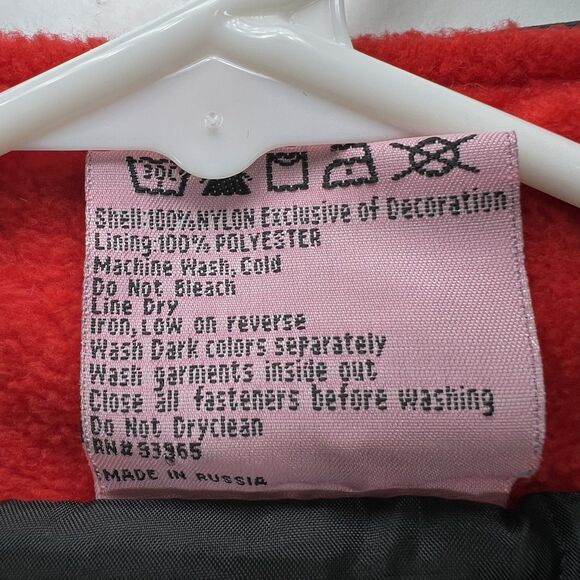 30C
Shell:100%NYLON Exclusive of Decoration
Lining:100% POLYESTER
Machine Wash, Cold
Do Not Bleach
Line Dry
Iron, Low on reverse
Wash Dark colors separately
Wash garments inside out
Close all fasteners before washing
Do Not Dryclean
RN#53965
MADE IN RUSSIA